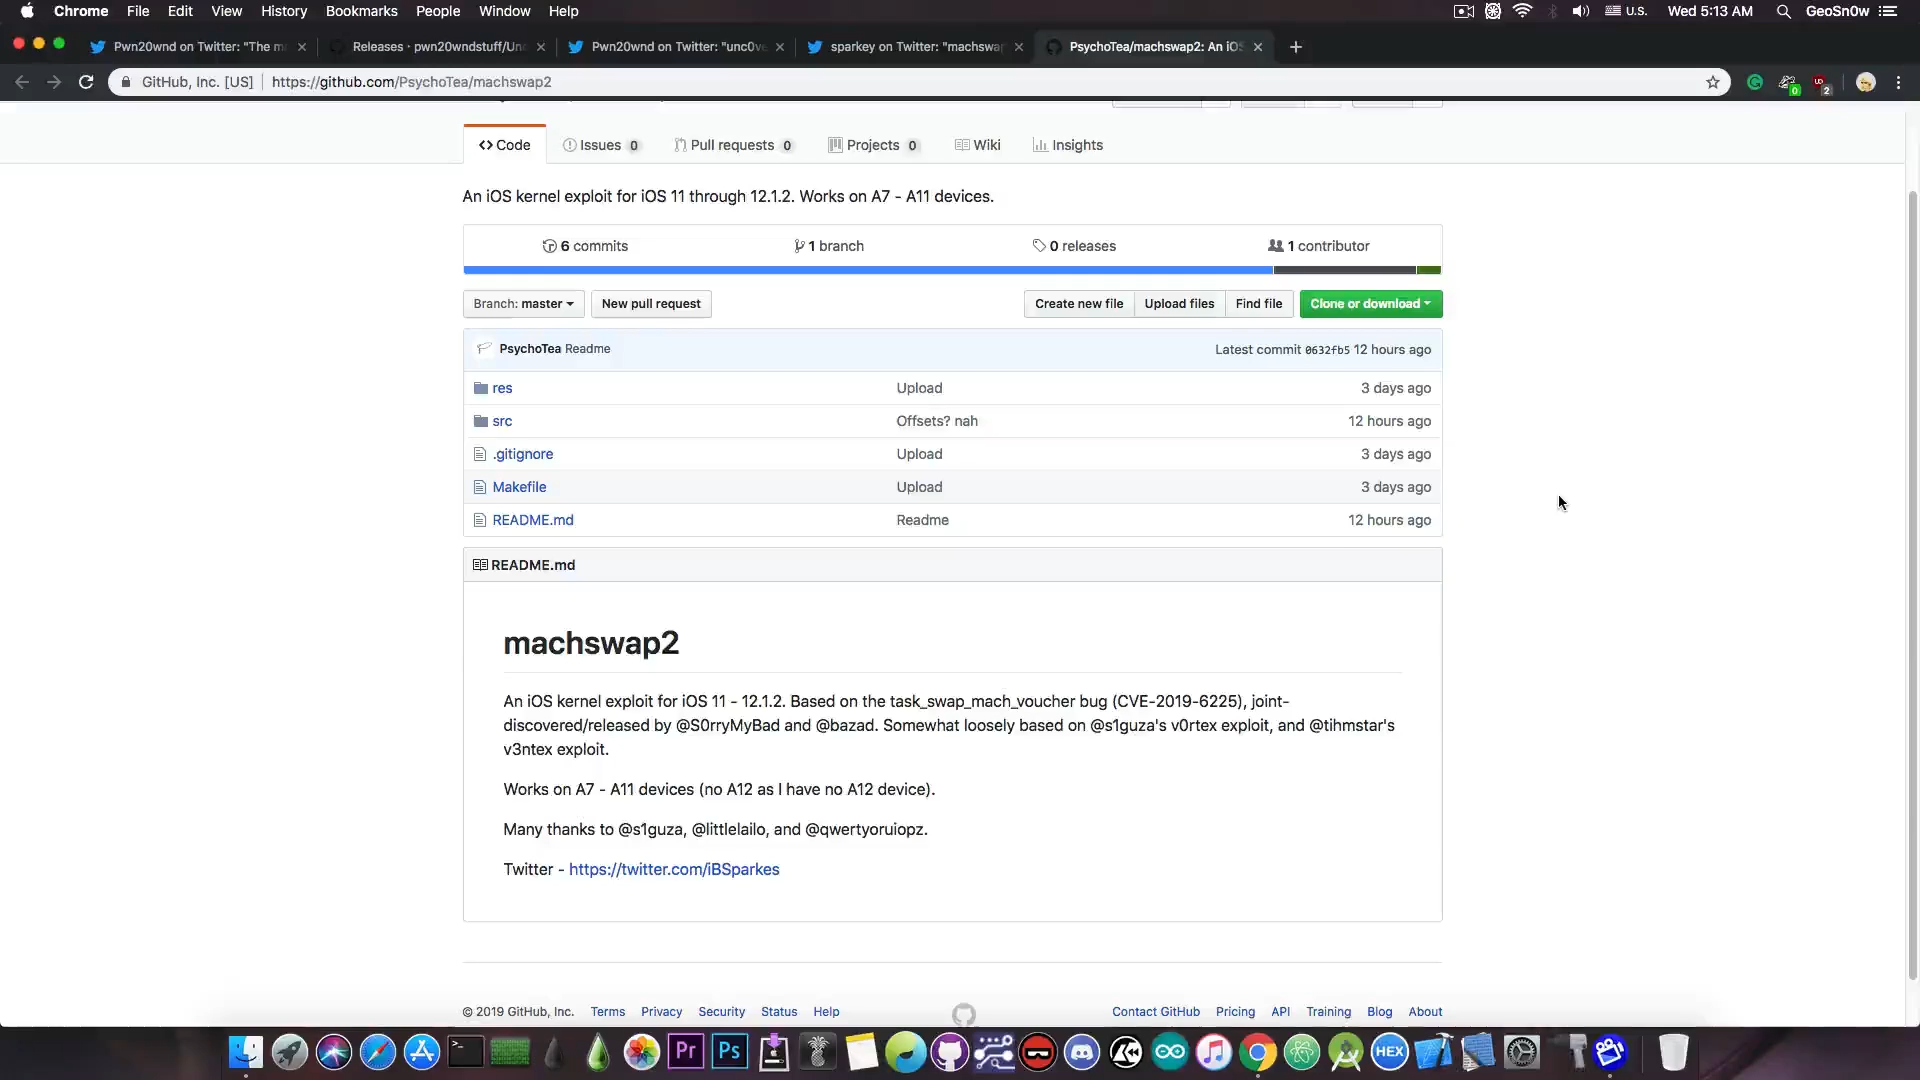 Chrome File Edit View History Bookmarks People Window Help U.S. Wed 5:13 AM GeoSn0w
Pwn20wnd on Twitter: "The m Releases · pwn20wndstuff/Un Pwn20wnd on Twitter: "unc0ve sparkey on Twitter: "machswap PsychoTea/machswap2: An iOS
GitHub, Inc. [US] https://github.com/PsychoTea/machswap2 0 2
Code Issues 0 Pull requests 0 Projects 0 Wiki Insights
An iOS kernel exploit for iOS 11 through 12.1.2. Works on A7 - A11 devices.
6 commits 1 branch 0 releases 1 contributor
Branch: master New pull request Create new file Upload files Find file Clone or download
PsychoTea Readme Latest commit 0632fb5 12 hours ago
res Upload 3 days ago
src Offsets? nah 12 hours ago
.gitignore Upload 3 days ago
Makefile Upload 3 days ago
README.md Readme 12 hours ago
README.md
machswap2
An iOS kernel exploit for iOS 11 - 12.1.2. Based on the task_swap_mach_voucher bug (CVE-2019-6225), joint-
discovered/released by @S0rryMyBad and @bazad. Somewhat loosely based on @s1guza's v0rtex exploit, and @tihmstar's
v3ntex exploit.
Works on A7 - A11 devices (no A12 as I have no A12 device).
Many thanks to @s1guza, @littlelailo, and @qwertyoruiopz.
Twitter - https://twitter.com/iBSparkes
© 2019 GitHub, Inc. Terms Privacy Security Status Help Contact GitHub Pricing API Training Blog About
Pr Ps HEX